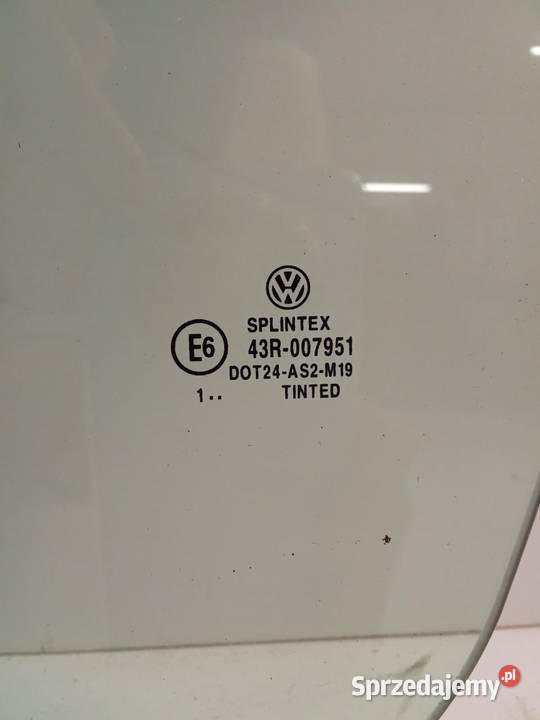 SPLINTEX
E6 43R-007951
DOT24-AS2-M19
1.. TINTED
Sprzedajemy.pl